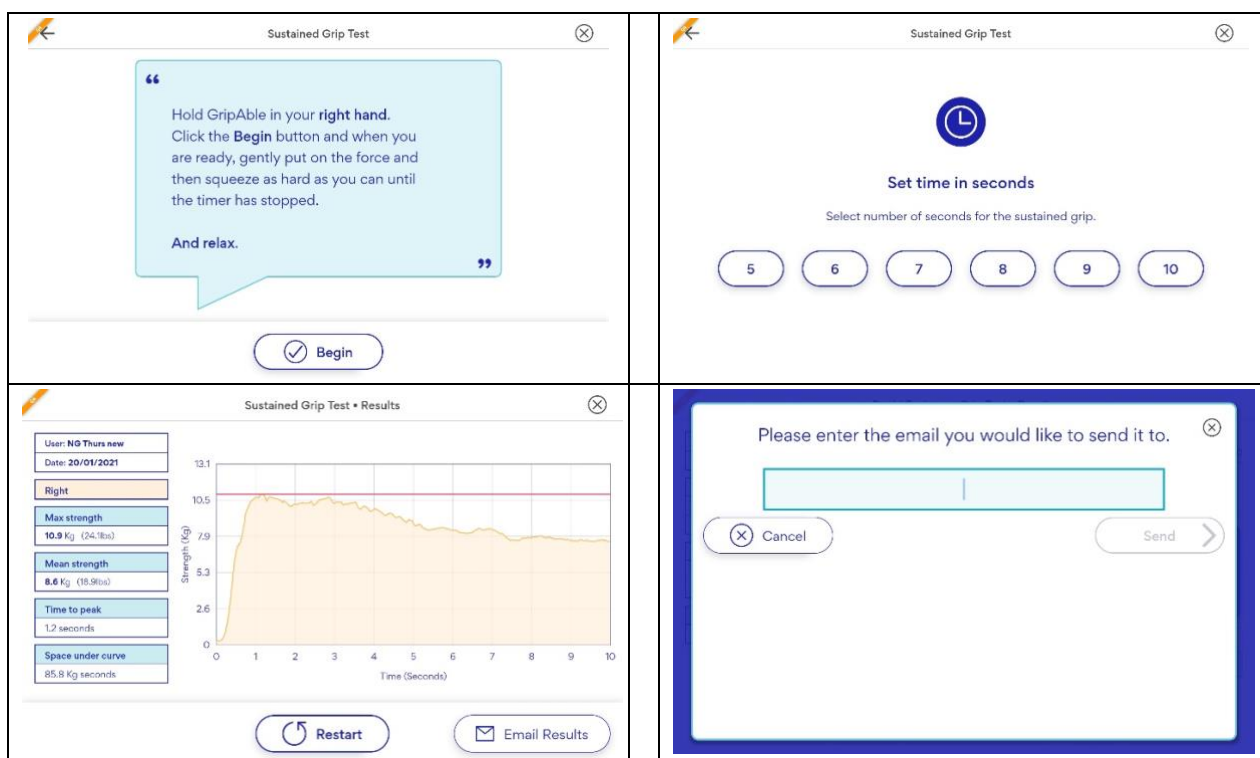 Sustained Grip Test
“
Hold GripAble in your right hand.
Click the Begin button and when you
are ready, gently put on the force and
then squeeze as hard as you can until
the timer has stopped.
And relax.
”
Begin
Sustained Grip Test
Set time in seconds
Select number of seconds for the sustained grip.
5 6 7 8 9 10
Sustained Grip Test • Results
User: NG Thurs new
Date: 20/01/2021
Right
Max strength
10.9 Kg (24.1lbs)
Mean strength
8.6 Kg (18.9lbs)
Time to peak
1.2 seconds
Space under curve
85.8 Kg seconds
Strength (Kg)
13.1
10.5
7.9
5.3
2.6
0
0 1 2 3 4 5 6 7 8 9 10
Time (Seconds)
Restart
Email Results
Please enter the email you would like to send it to.
Cancel
Send